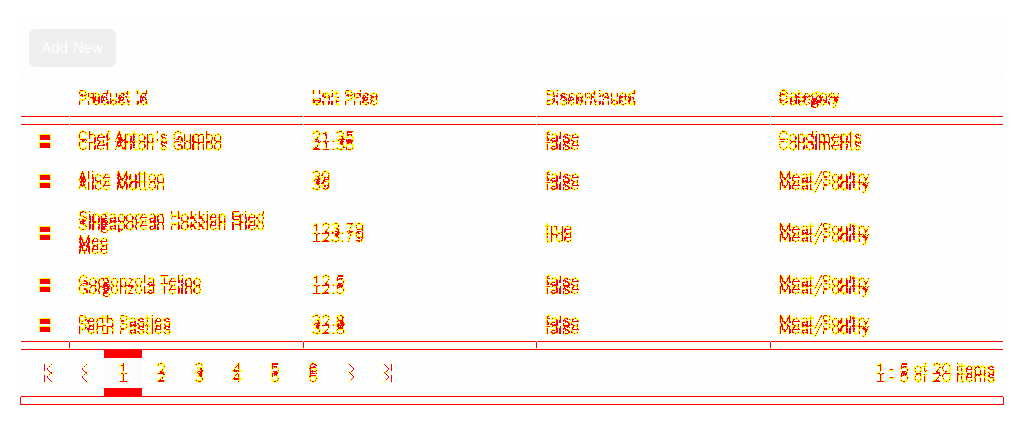 Add New
Product Id Unit Price Discontinued Category
Chef Anton's Gumbo 21.35 false Condiments
Alice Mutton 39 false Meat/Poultry
Singaporean Hokkien Fried true Meat/Poultry
Mee 123.79
Gorgonzola Telino 12.5 false Meat/Poultry
Perth Pasties 32.8 false Meat/Poultry
1 2 3 4 5 6 1 - 5 of items